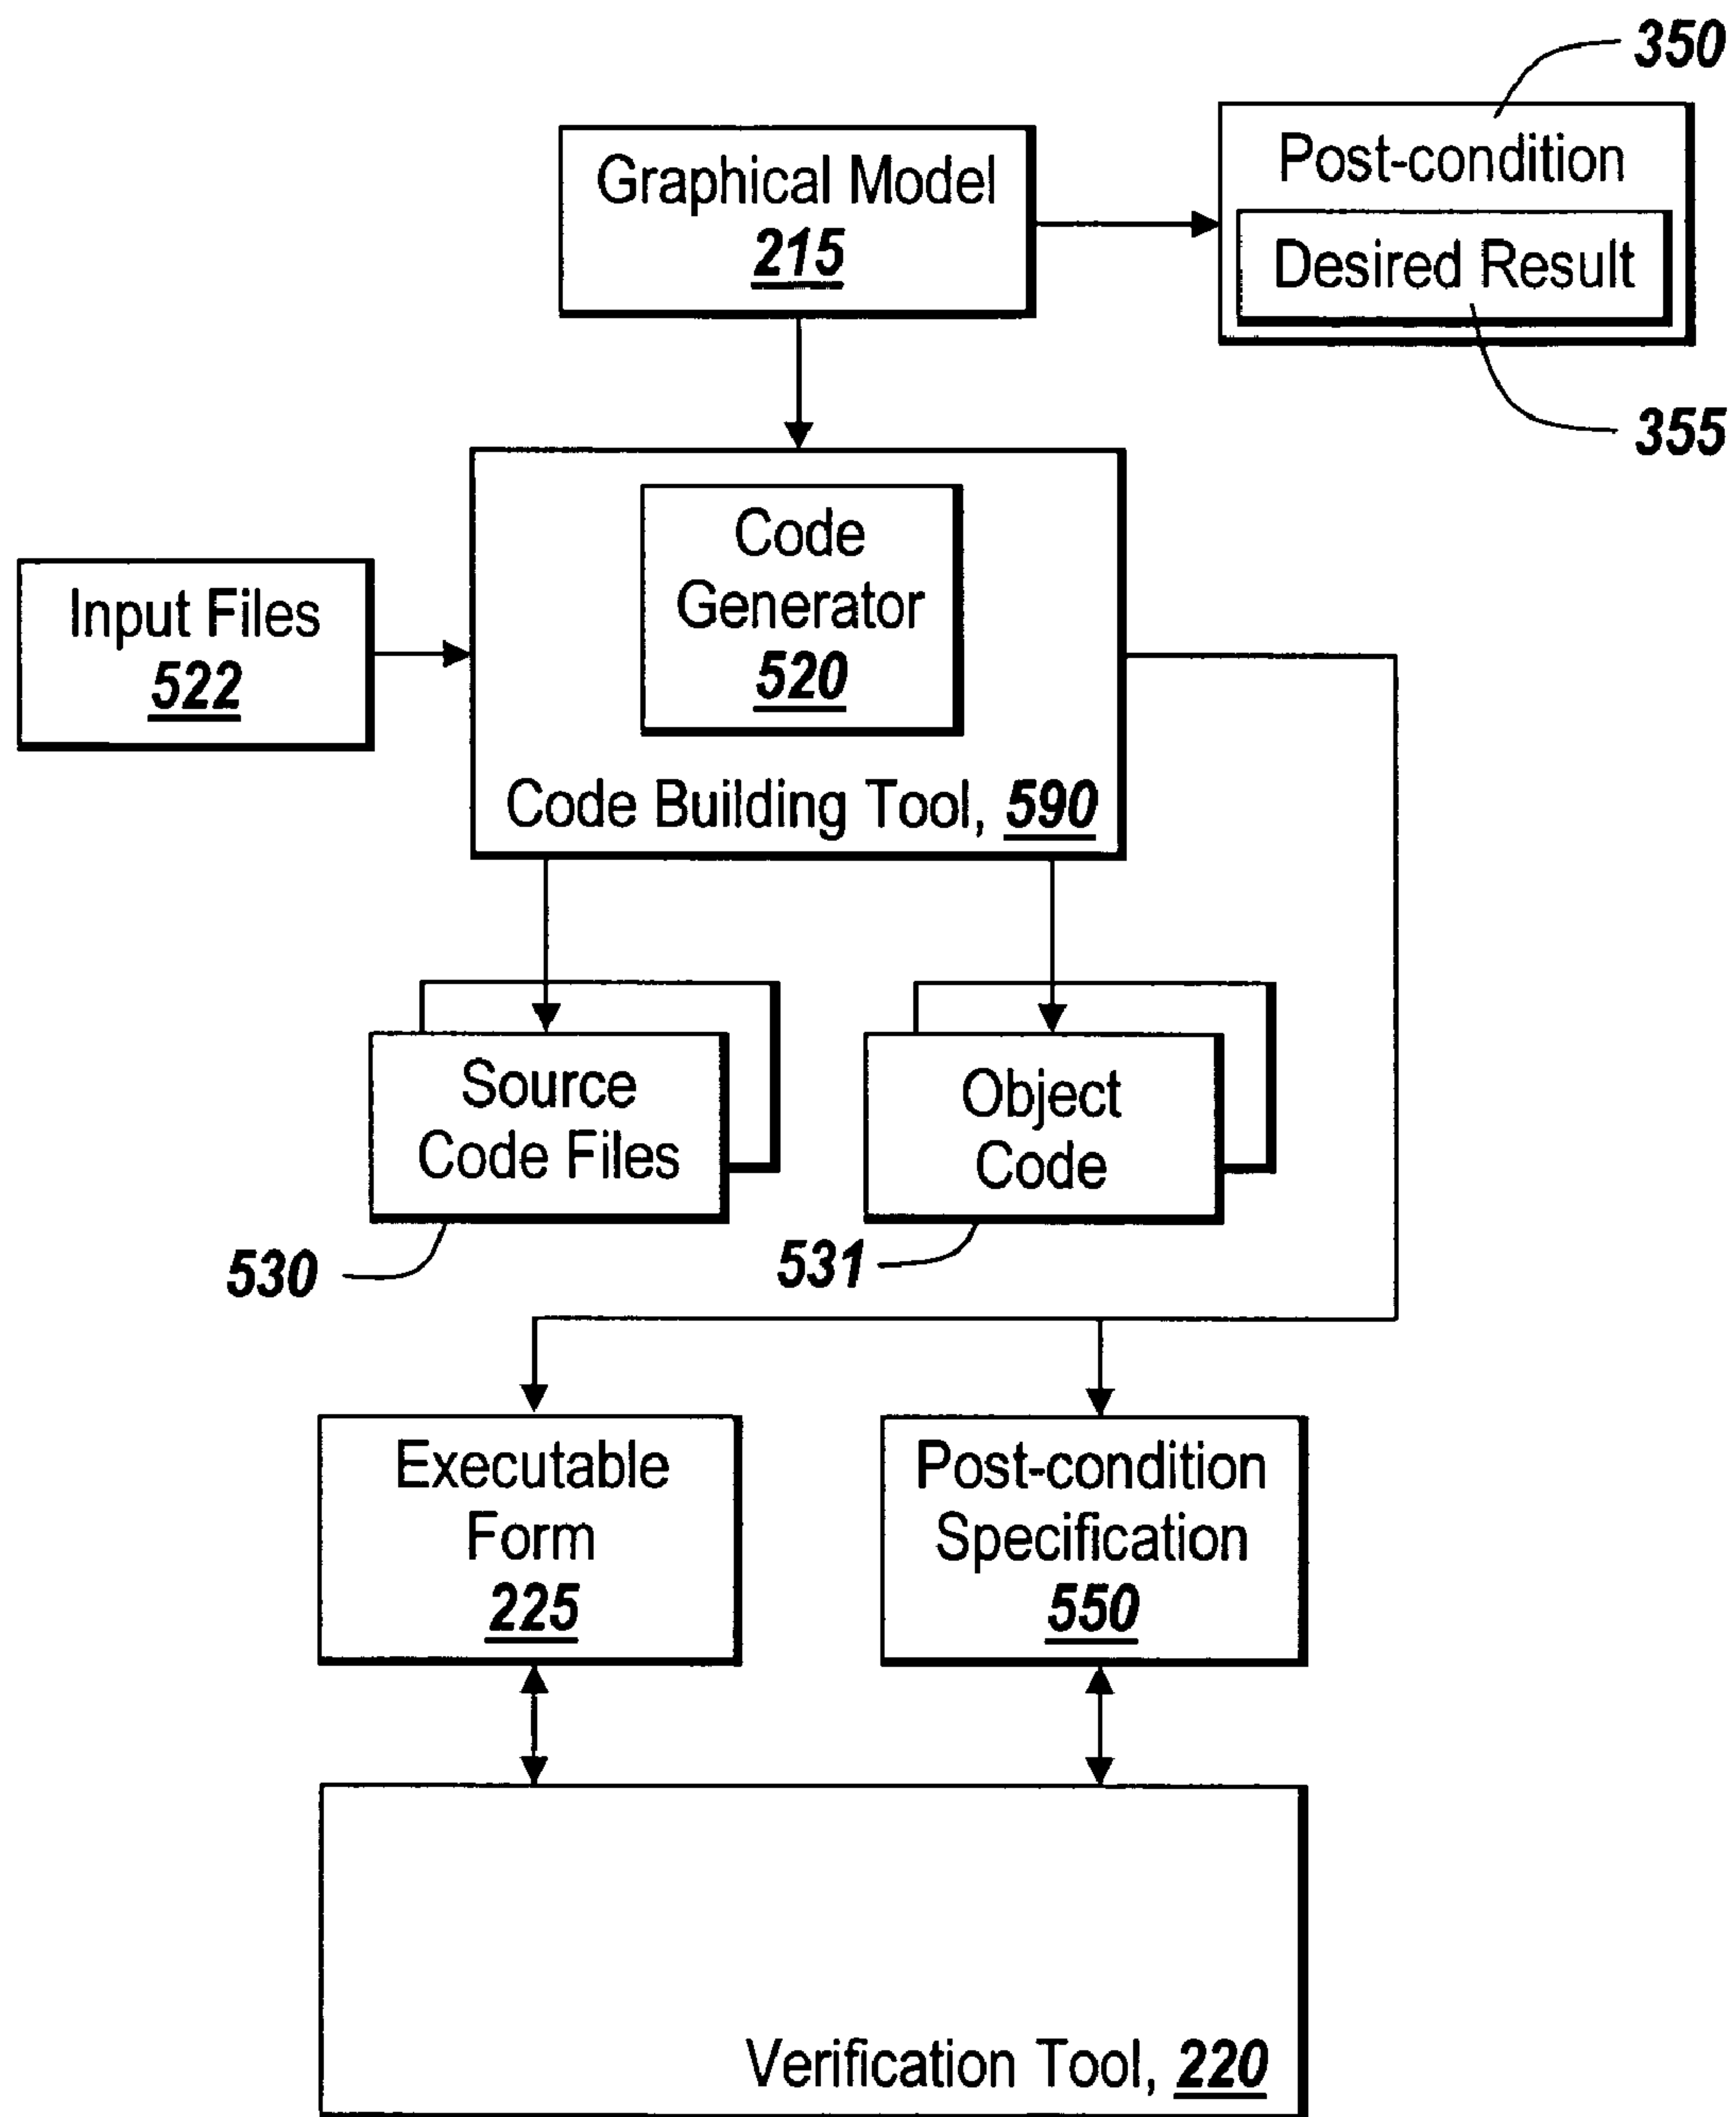 350
Graphical Model
215
Post-condition
Desired Result
355
Code
Generator
520
Input Files
522
Code Building Tool, 590
Source
Code Files
Object
Code
530
531
Executable
Form
225
Post-condition
Specification
550
Verification Tool, 220